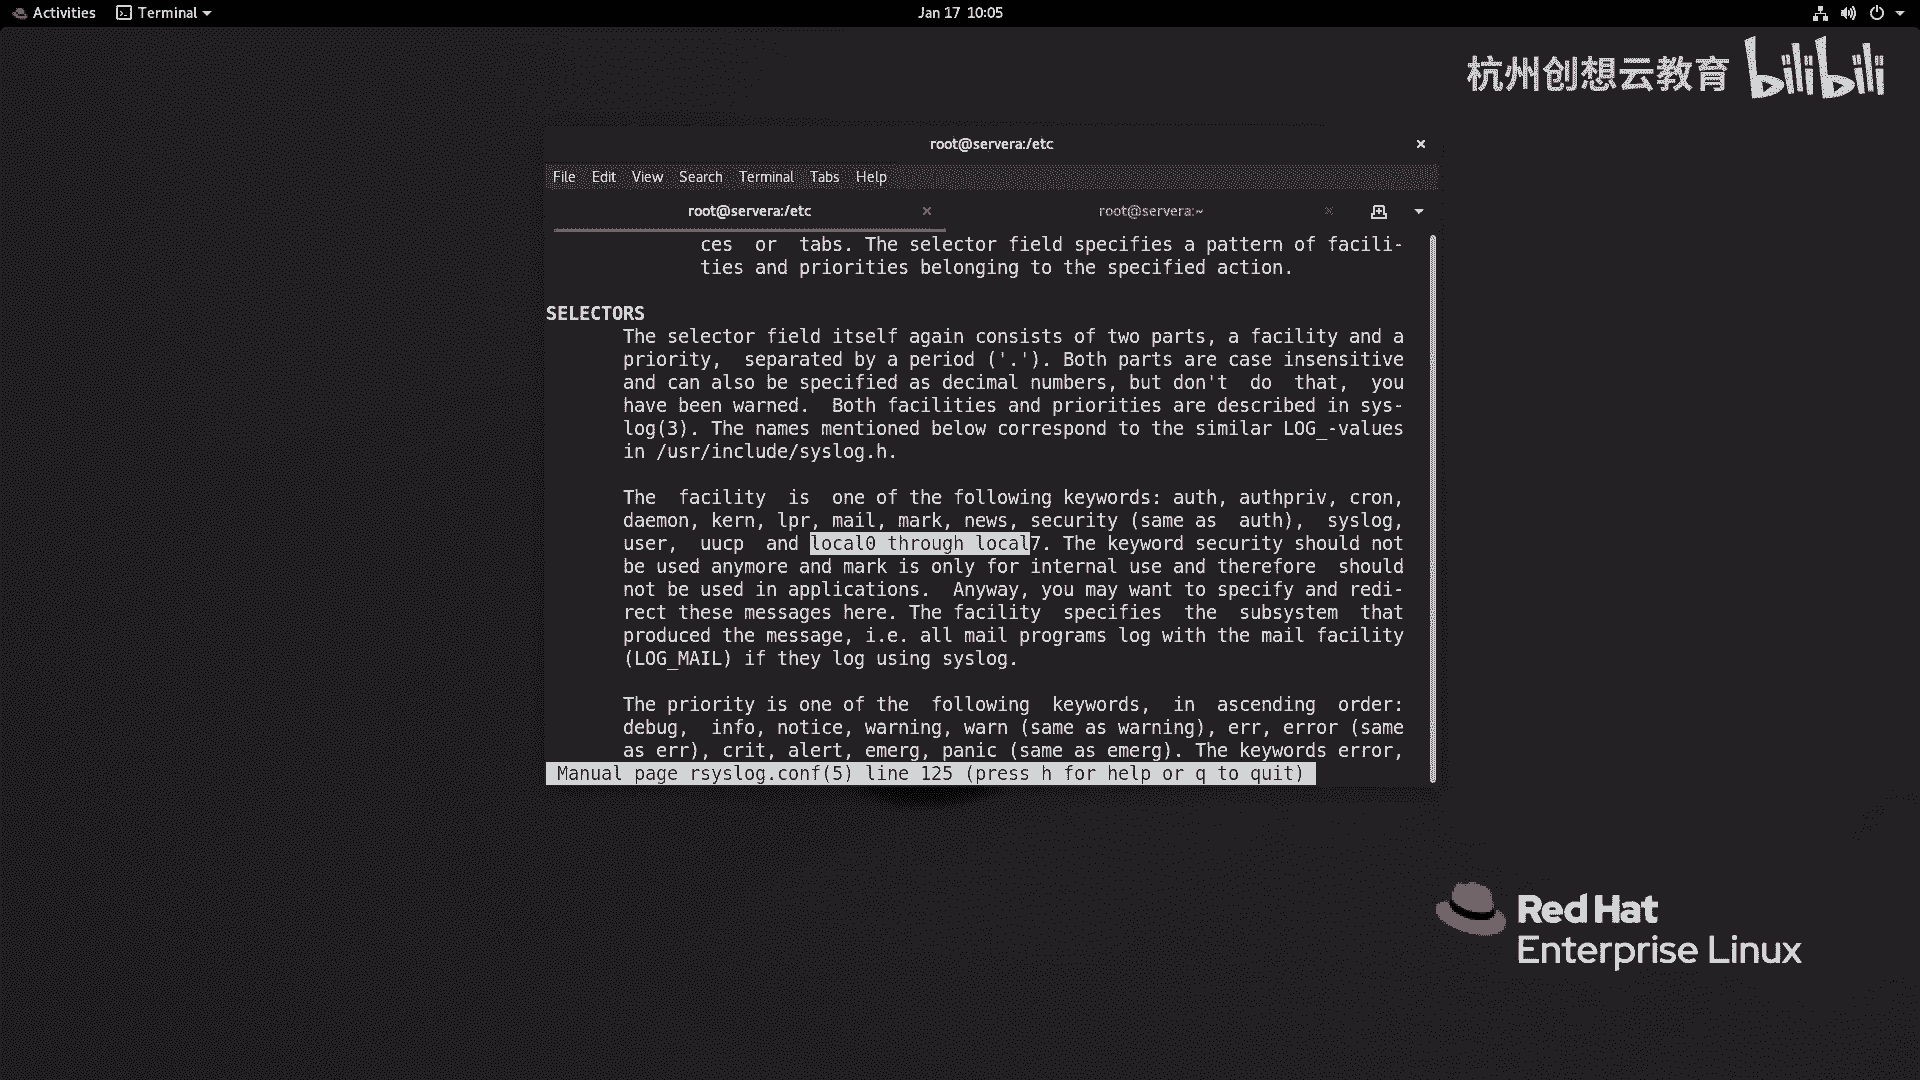 Activities
Terminal
Jan 17 10:05
杭州创想云教育 bilibili
root@servera:/etc
File Edit View Search Terminal Tabs Help
root@servera:/etc
root@servera:~
ces or tabs. The selector field specifies a pattern of facili-
ties and priorities belonging to the specified action.
SELECTORS
The selector field itself again consists of two parts, a facility and a
priority, separated by a period ('.'). Both parts are case insensitive
and can also be specified as decimal numbers, but don't do that, you
have been warned. Both facilities and priorities are described in sys-
log(3). The names mentioned below correspond to the similar LOG_-values
in /usr/include/syslog.h.
The facility is one of the following keywords: auth, authpriv, cron,
daemon, kern, lpr, mail, mark, news, security (same as auth), syslog,
user, uucp and local0 through local7. The keyword security should not
be used anymore and mark is only for internal use and therefore should
not be used in applications. Anyway, you may want to specify and redi-
rect these messages here. The facility specifies the subsystem that
produced the message, i.e. all mail programs log with the mail facility
(LOG_MAIL) if they log using syslog.
The priority is one of the following keywords, in ascending order:
debug, info, notice, warning, warn (same as warning), err, error (same
as err), crit, alert, emerg, panic (same as emerg). The keywords error,
Manual page rsyslog.conf(5) line 125 (press h for help or q to quit)
Red Hat
Enterprise Linux